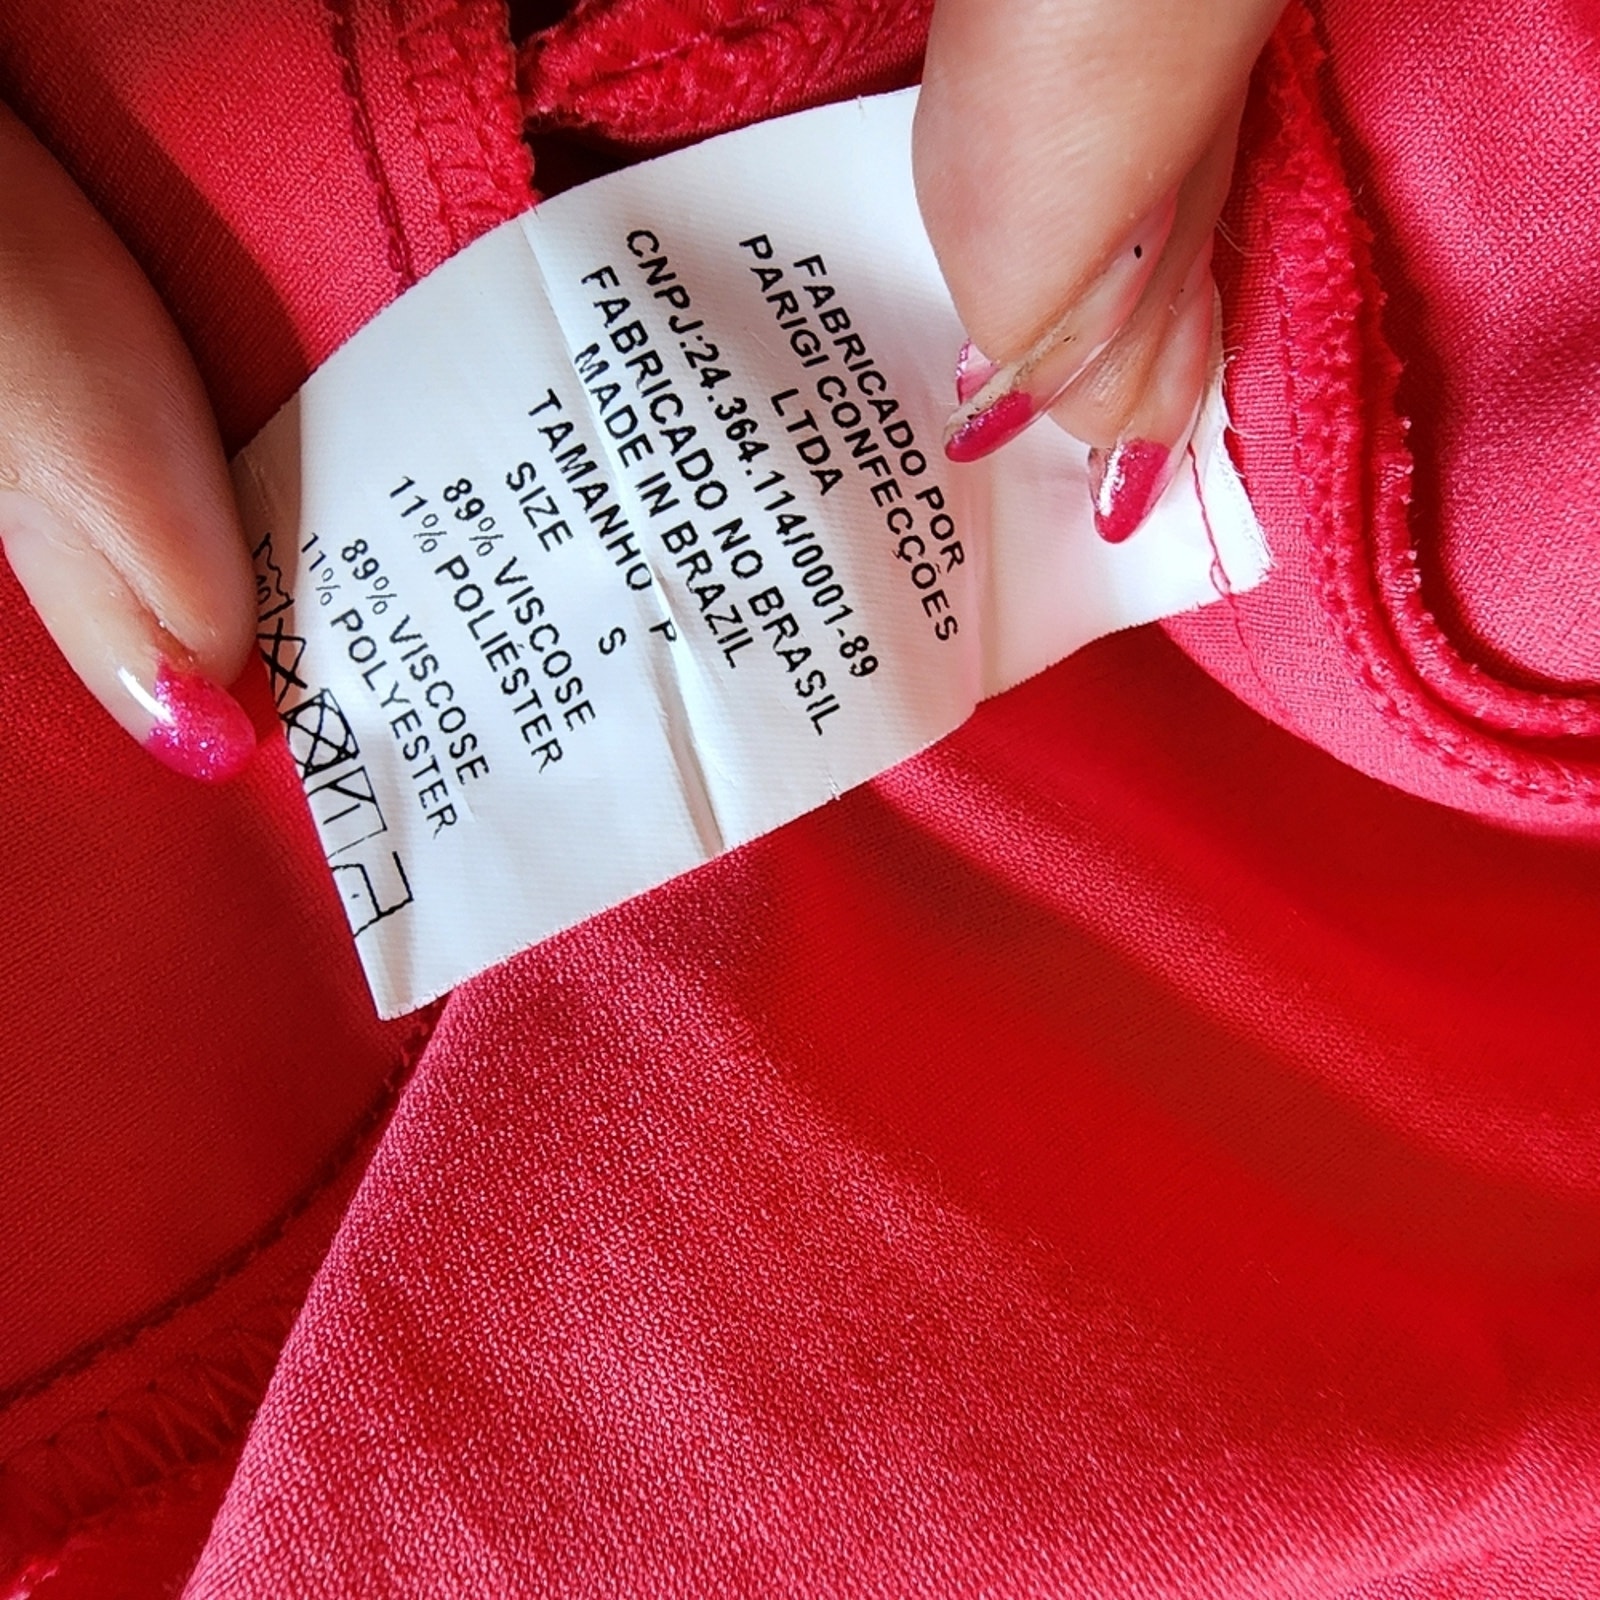 FABRICADO POR
PARIGI CONFECÇÕES
LTDA
CNPJ:24.364.114/0001-89
FABRICADO NO BRASIL
MADE IN BRAZIL
TAMANHO P
SIZE S
89% VISCOSE
11% POLIÉSTER
89% VISCOSE
11% POLYESTER